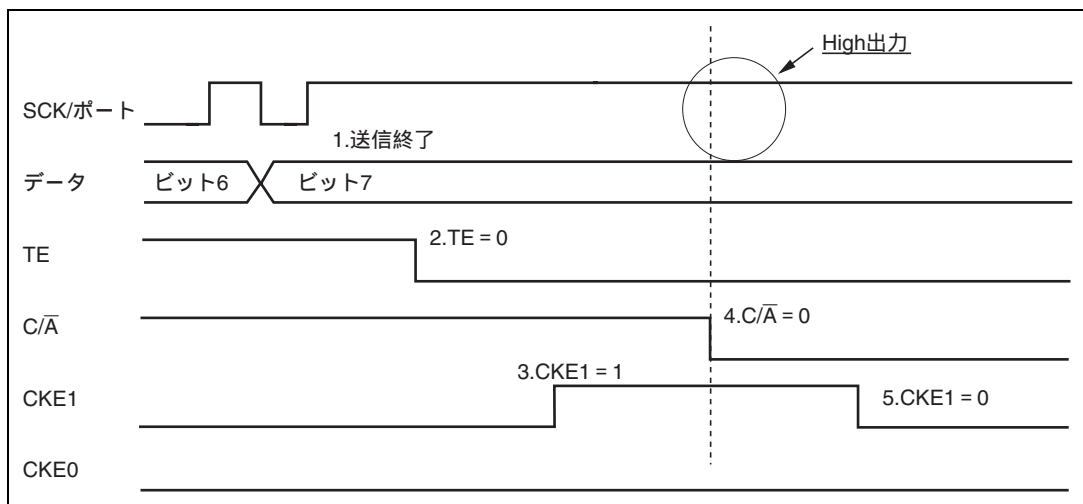 High出力
SCK/ポート
1.送信終了
データ
ビット6
ビット7
TE
2.TE = 0
C/A̅
4.C/A̅ = 0
3.CKE1 = 1
CKE1
5.CKE1 = 0
CKE0